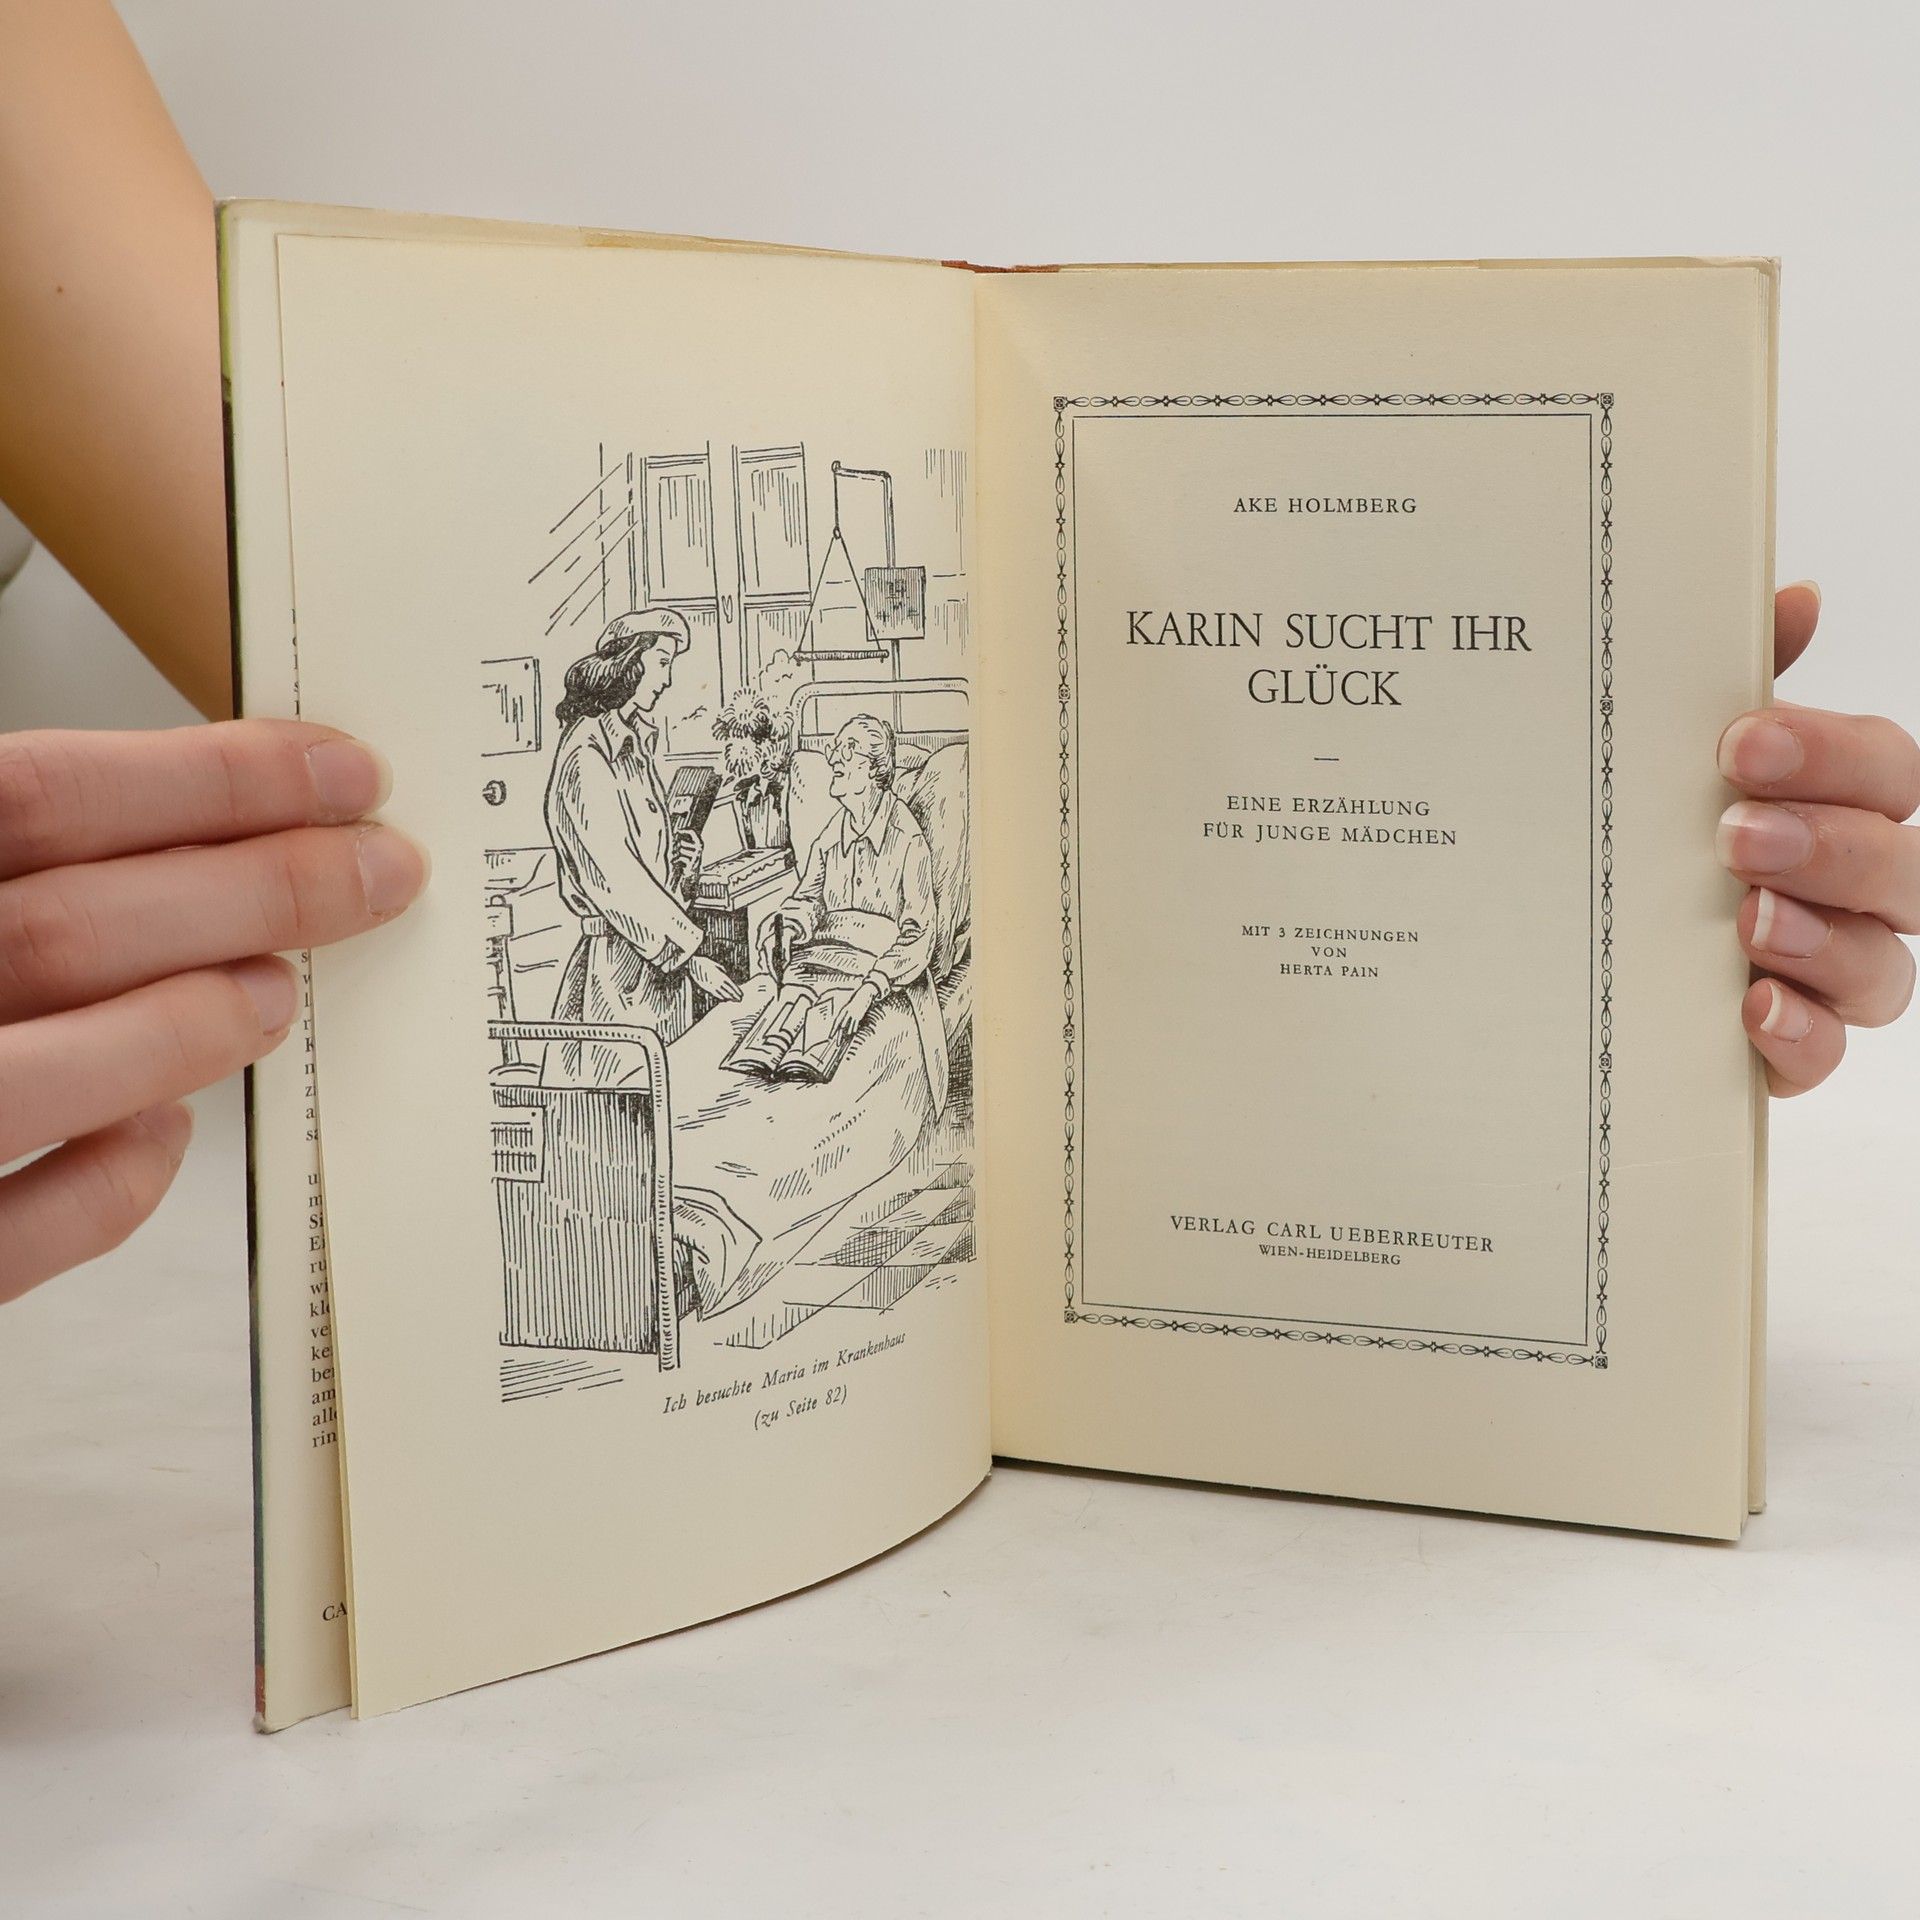 Ich besuchte Maria im Krankenhaus
(zu Seite 82)
AKE HOLMBERG
KARIN SUCHT IHR
GLÜCK
—
EINE ERZÄHLUNG
FÜR JUNGE MÄDCHEN
MIT 3 ZEICHNUNGEN
VON
HERTA PAIN
VERLAG CARL UEBERREUTER
WIEN-HEIDELBERG